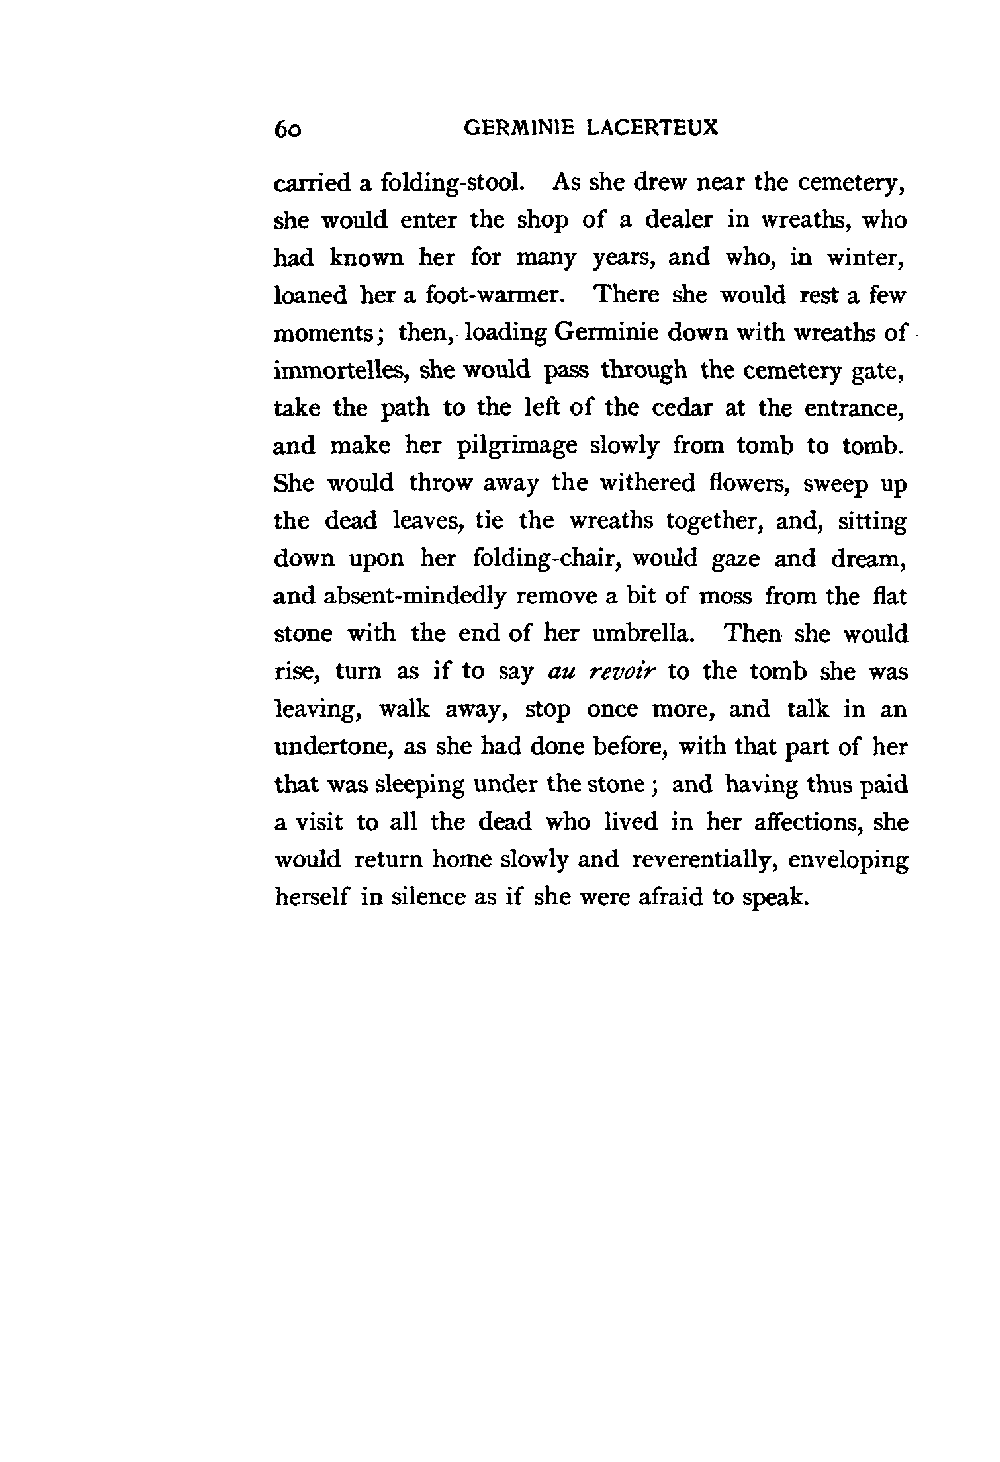 60 GERMINIE LACERTEUX
carried a folding-stool. As she drew near the cemetery,
she would enter the shop of a dealer in wreaths, who
had known her for many years, and who, in winter,
loaned her a foot-warmer. There she would rest a few
moments; then, loading Germinie down with wreaths of
immortelles, she would pass through the cemetery gate,
take the path to the left of the cedar at the entrance,
and make her pilgrimage slowly from tomb to tomb.
She would throw away the withered flowers, sweep up
the dead leaves, tie the wreaths together, and, sitting
down upon her folding-chair, would gaze and dream,
and absent-mindedly remove a bit of moss from the flat
stone with the end of her umbrella. Then she would
rise, turn as if to say au revoir to the tomb she was
leaving, walk away, stop once more, and talk in an
undertone, as she had done before, with that part of her
that was sleeping under the stone; and having thus paid
a visit to all the dead who lived in her affections, she
would return home slowly and reverentially, enveloping
herself in silence as if she were afraid to speak.